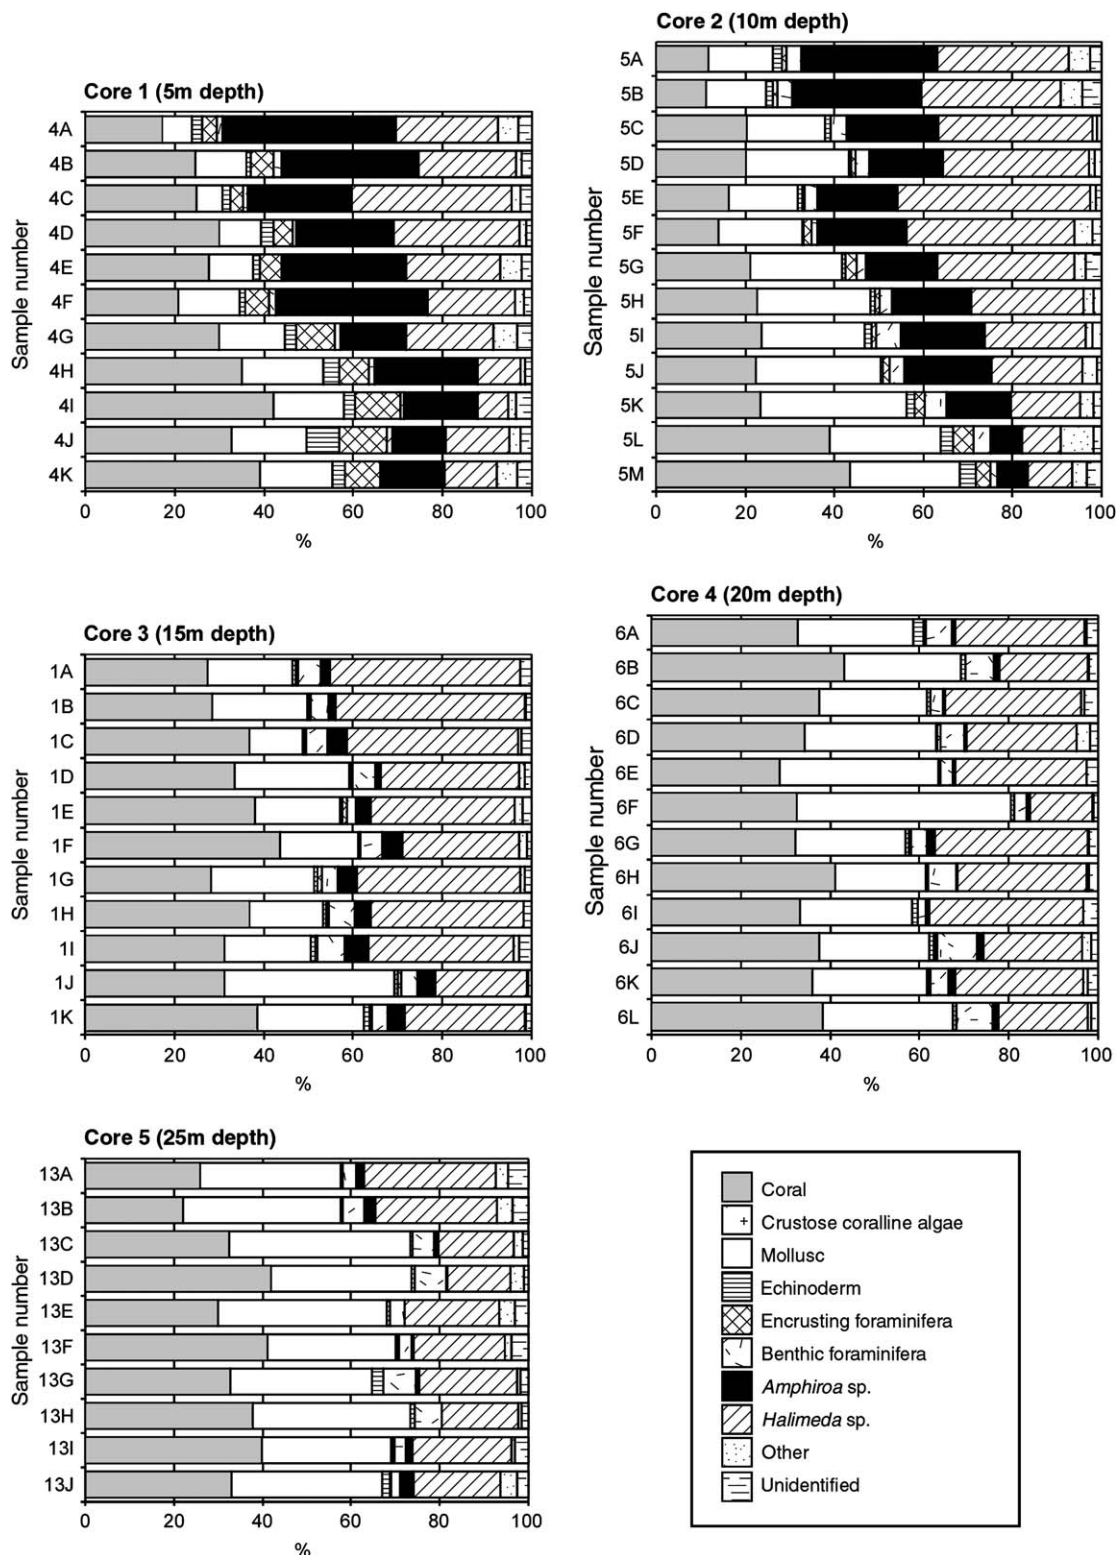 Core 1 (5m depth)
Sample number
4A
4B
4C
4D
4E
4F
4G
4H
4I
4J
4K
0 20 40 60 80 100
%
Core 2 (10m depth)
Sample number
5A
5B
5C
5D
5E
5F
5G
5H
5I
5J
5K
5L
5M
0 20 40 60 80 100
%
Core 3 (15m depth)
Sample number
1A
1B
1C
1D
1E
1F
1G
1H
1I
1J
1K
0 20 40 60 80 100
%
Core 4 (20m depth)
Sample number
6A
6B
6C
6D
6E
6F
6G
6H
6I
6J
6K
6L
0 20 40 60 80 100
%
Core 5 (25m depth)
Sample number
13A
13B
13C
13D
13E
13F
13G
13H
13I
13J
0 20 40 60 80 100
%
Coral
Crustose coralline algae
Mollusc
Echinoderm
Encrusting foraminifera
Benthic foraminifera
Amphiroa sp.
Halimeda sp.
Other
Unidentified